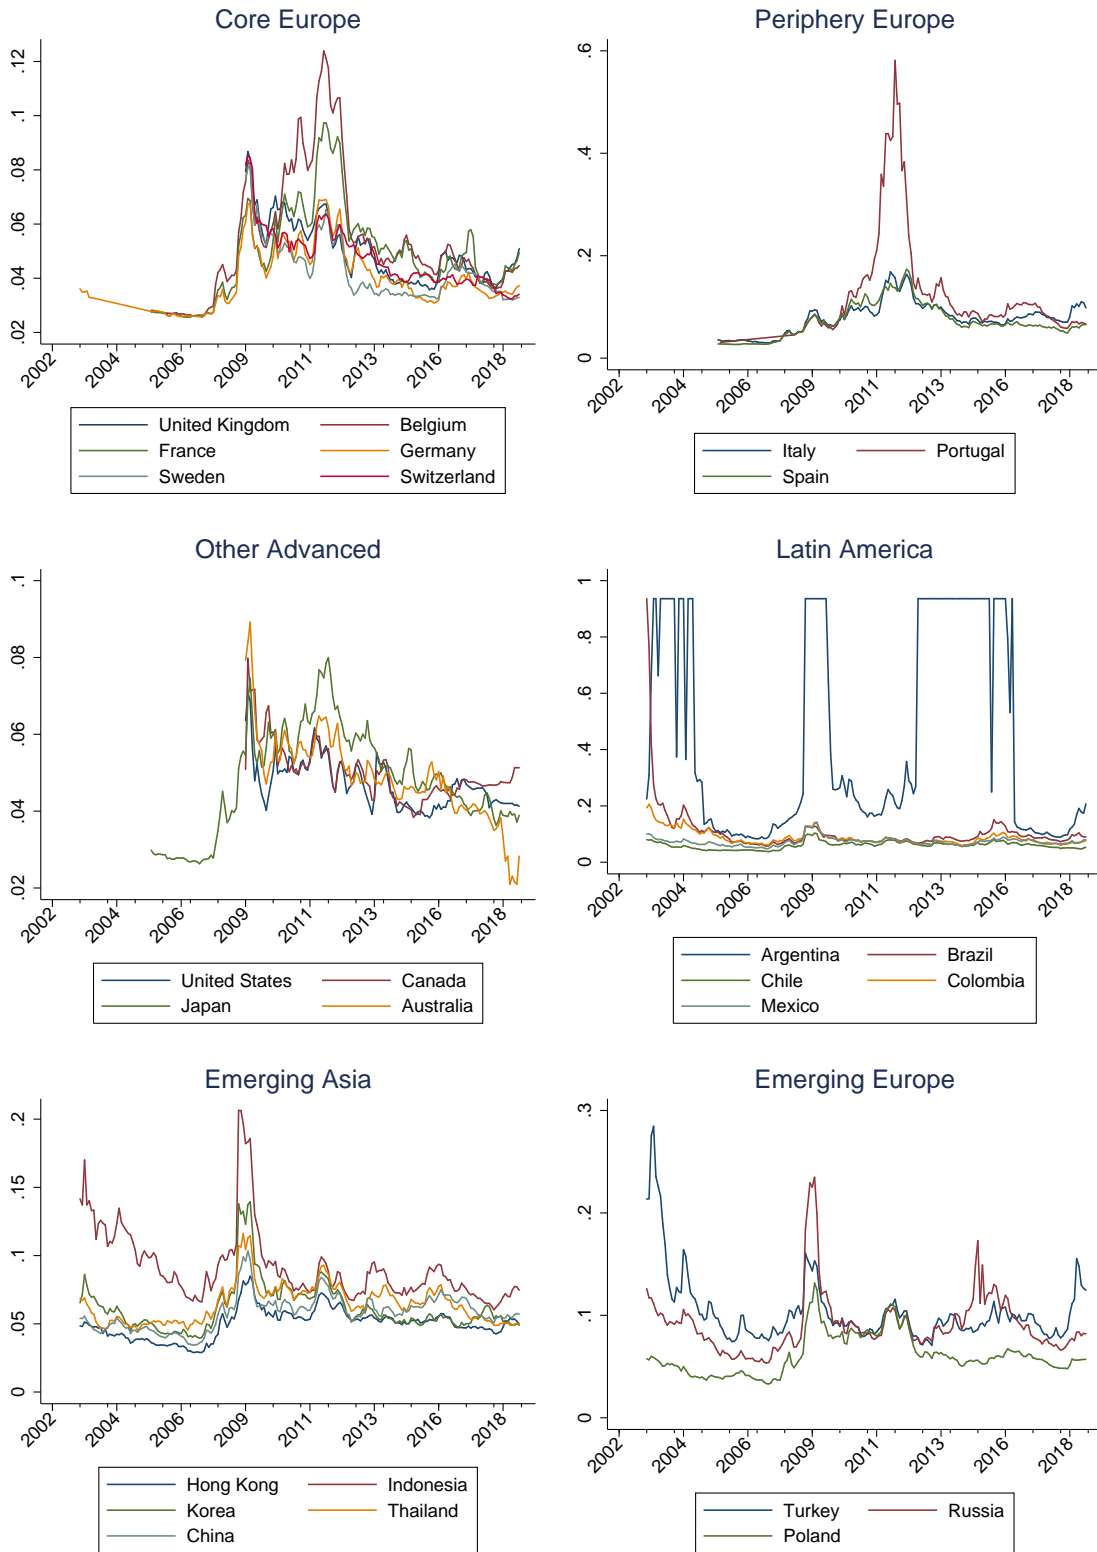 Core Europe
.12
.1
.08
.06
.04
.02
2002 2004 2006 2009 2011 2013 2016 2018
United Kingdom Belgium
France Germany
Sweden Switzerland
Periphery Europe
.6
.4
.2
0
2002 2004 2006 2009 2011 2013 2016 2018
Italy Portugal
Spain
Other Advanced
.1
.08
.06
.04
.02
2002 2004 2006 2009 2011 2013 2016 2018
United States Canada
Japan Australia
Latin America
1
.8
.6
.4
.2
0
2002 2004 2006 2009 2011 2013 2016 2018
Argentina Brazil
Chile Colombia
Mexico
Emerging Asia
.2
.15
.1
.05
0
2002 2004 2006 2009 2011 2013 2016 2018
Hong Kong Indonesia
Korea Thailand
China
Emerging Europe
.3
.2
.1
0
2002 2004 2006 2009 2011 2013 2016 2018
Turkey Russia
Poland